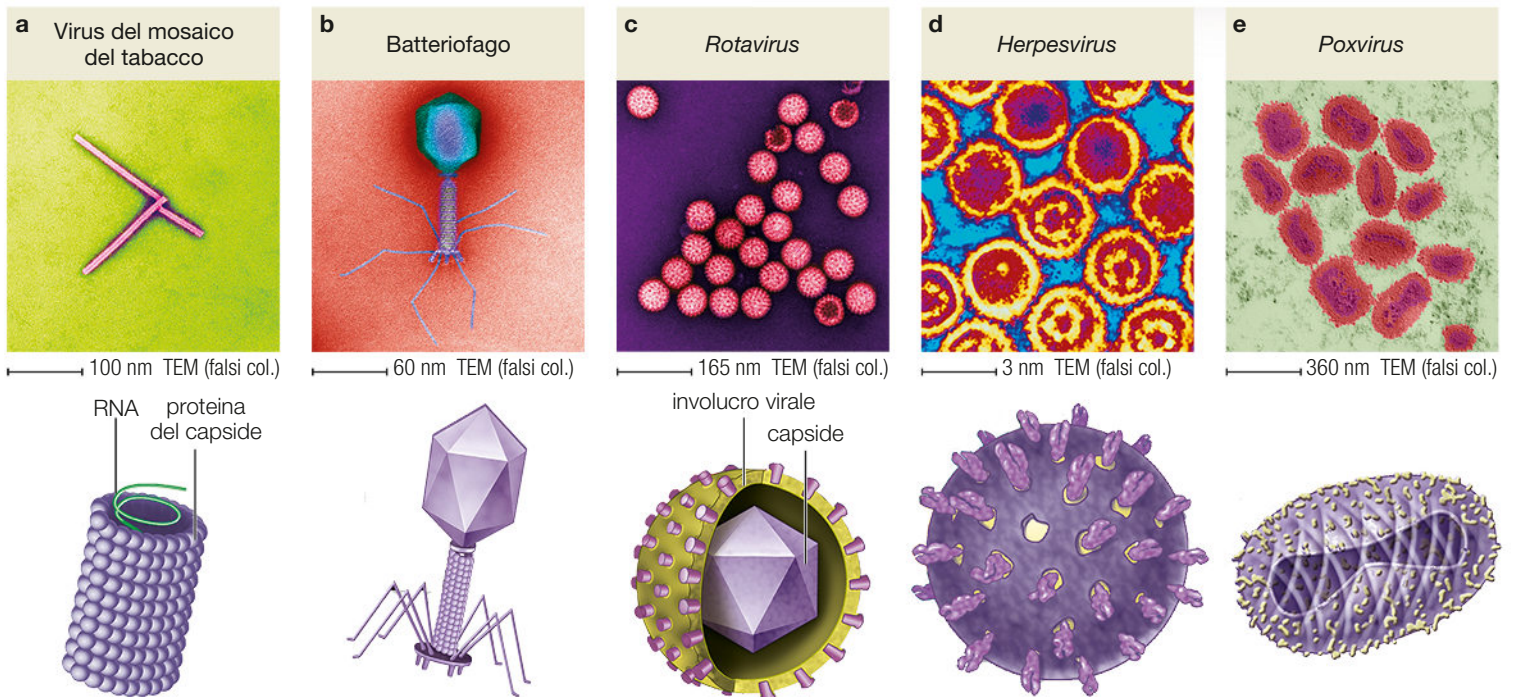 a
Virus del mosaico
del tabacco
b
Batteriofago
c
Rotavirus
d
Herpesvirus
e
Poxvirus
100 nm TEM (falsi col.)
60 nm TEM (falsi col.)
165 nm TEM (falsi col.)
3 nm TEM (falsi col.)
360 nm TEM (falsi col.)
RNA
proteina
del capside
involucro virale
capside